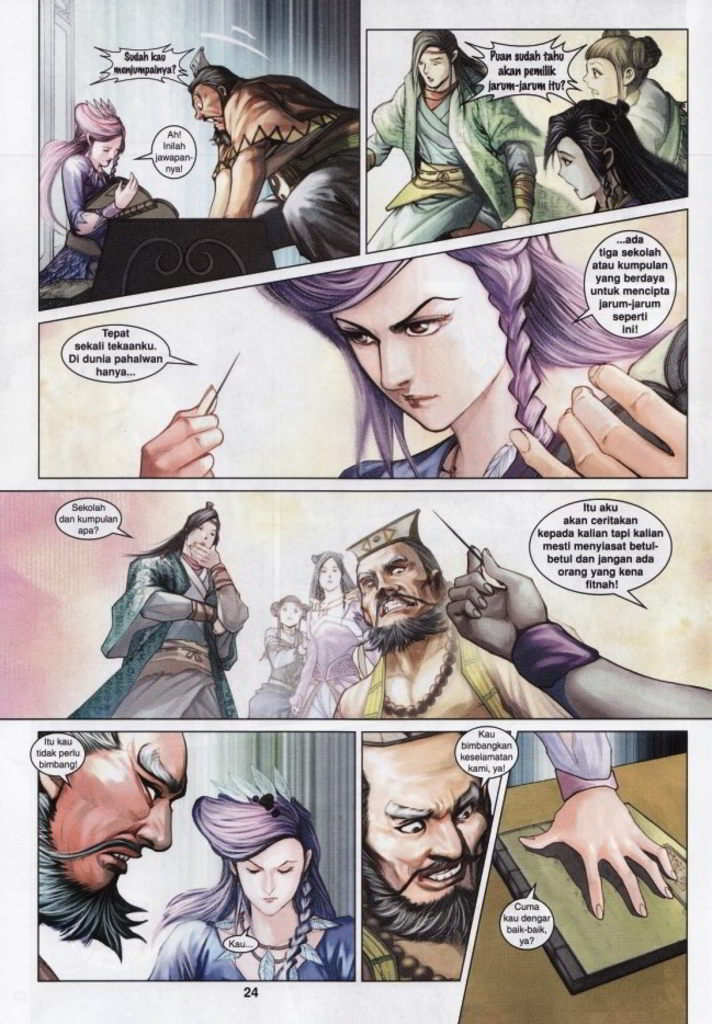 Sudah kau
menjumpainya?
Ah!
Inilah
jawapan-
nya!
Puan sudah tahu
akan pemilik
jarum-jarum itu?
Tepat
sekali tekaanku.
Di dunia pahalwan
hanya...
...ada
tiga sekolah
atau kumpulan
yang berdaya
untuk mencipta
jarum-jarum
seperti
ini!
Sekolah
dan kumpulan
apa?
Itu aku
akan ceritakan
kepada kalian tapi kalian
mesti menyiasat betul-
betul dan jangan ada
orang yang kena
fitnah!
Itu kau
tidak perlu
bimbang!
Kau...
Kau
bimbangkan
keselamatan
kami, ya!
Cuma
kau dengar
baik-baik,
ya?
24